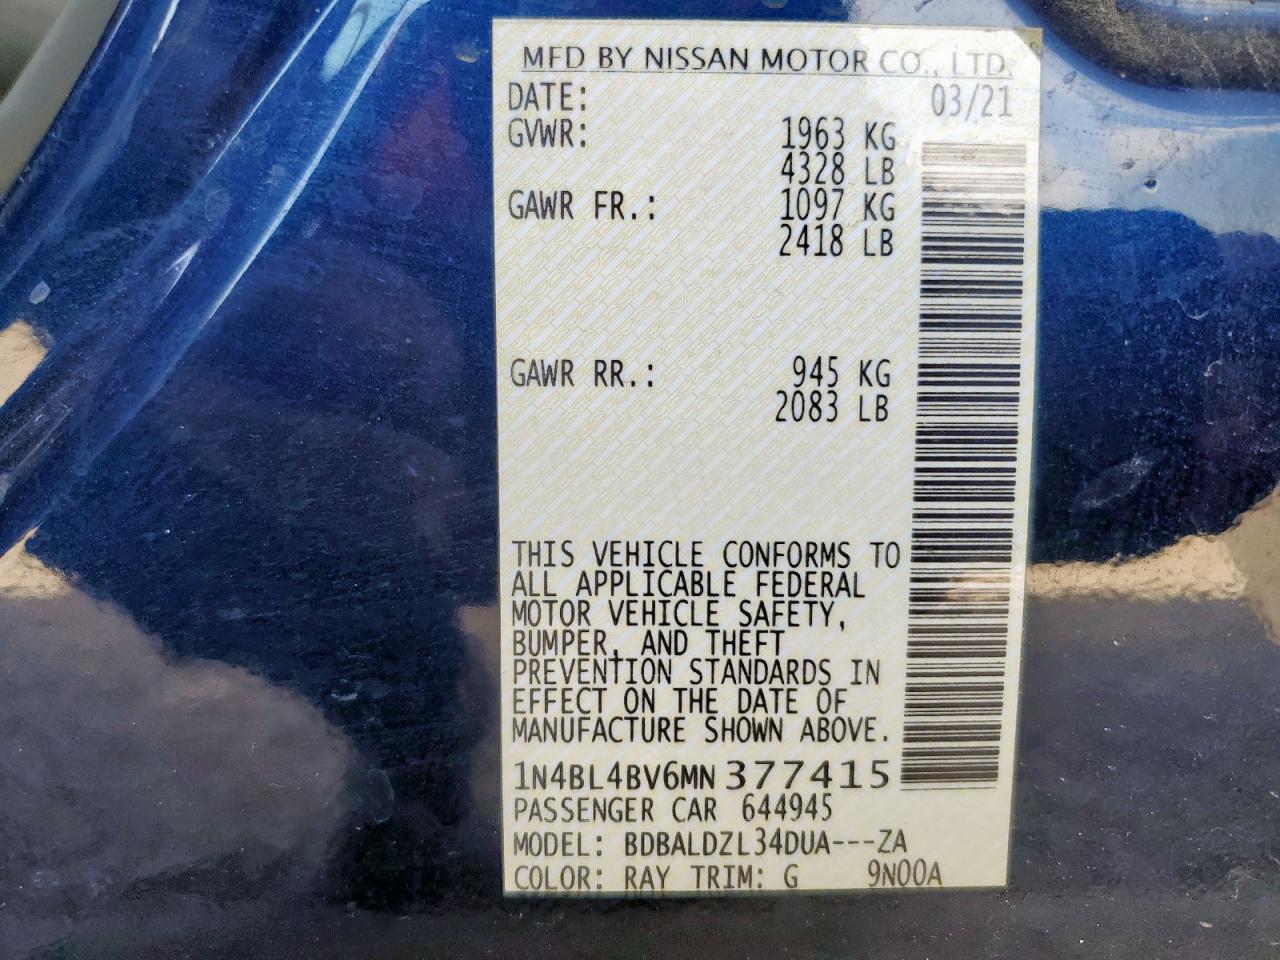 MFD BY NISSAN MOTOR CO., LTD.
DATE: 03/21
GVWR: 1963 KG
4328 LB
GAWR FR.: 1097 KG
2418 LB
GAWR RR.: 945 KG
2083 LB
THIS VEHICLE CONFORMS TO
ALL APPLICABLE FEDERAL
MOTOR VEHICLE SAFETY,
BUMPER, AND THEFT
PREVENTION STANDARDS IN
EFFECT ON THE DATE OF
MANUFACTURE SHOWN ABOVE.
1N4BL4BV6MN377415
PASSENGER CAR 644945
MODEL: BDBALDZL34DUA---ZA
COLOR: RAY TRIM: G 9N00A